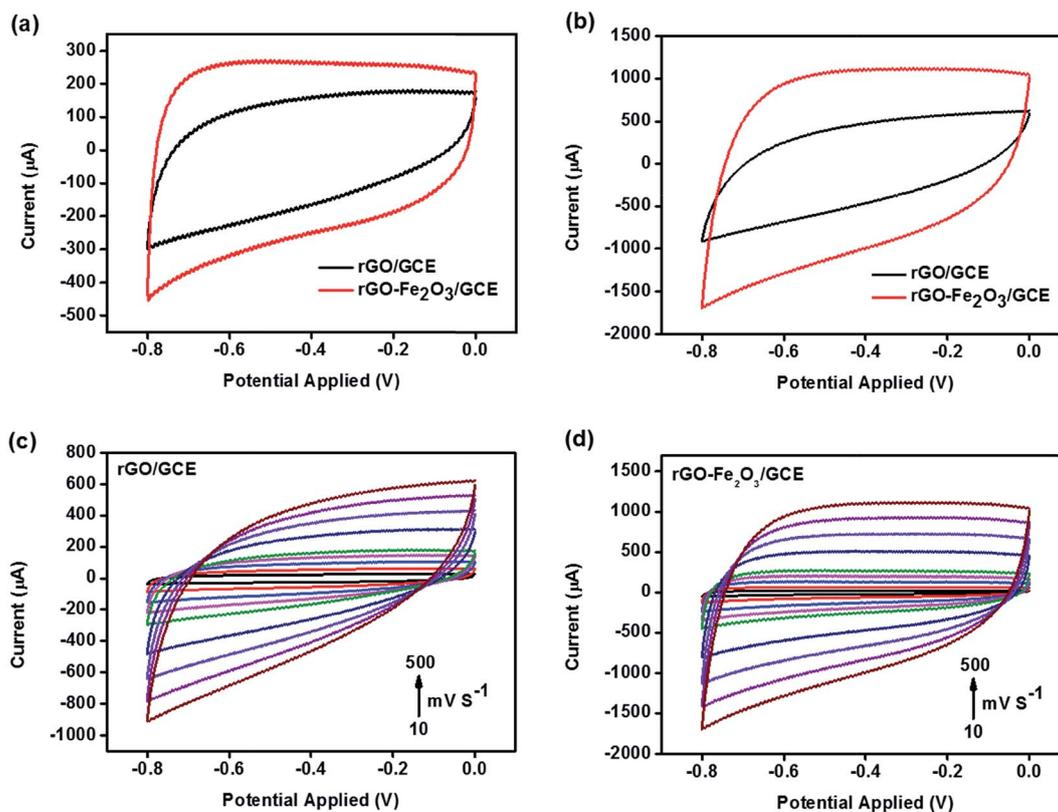 (a)
300
200
100
0
-100
-200
-300
-400
-500
Current (µA)
rGO/GCE
rGO-Fe2O3/GCE
-0.8 -0.6 -0.4 -0.2 0.0
Potential Applied (V)
(b)
1500
1000
500
0
-500
-1000
-1500
-2000
Current (µA)
rGO/GCE
rGO-Fe2O3/GCE
-0.8 -0.6 -0.4 -0.2 0.0
Potential Applied (V)
(c)
800
600
400
200
0
-200
-400
-600
-800
-1000
Current (µA)
rGO/GCE
500
mV S-1
10
-0.8 -0.6 -0.4 -0.2 0.0
Potential Applied (V)
(d)
1500
1000
500
0
-500
-1000
-1500
-2000
Current (µA)
rGO-Fe2O3/GCE
500
mV S-1
10
-0.8 -0.6 -0.4 -0.2 0.0
Potential Applied (V)